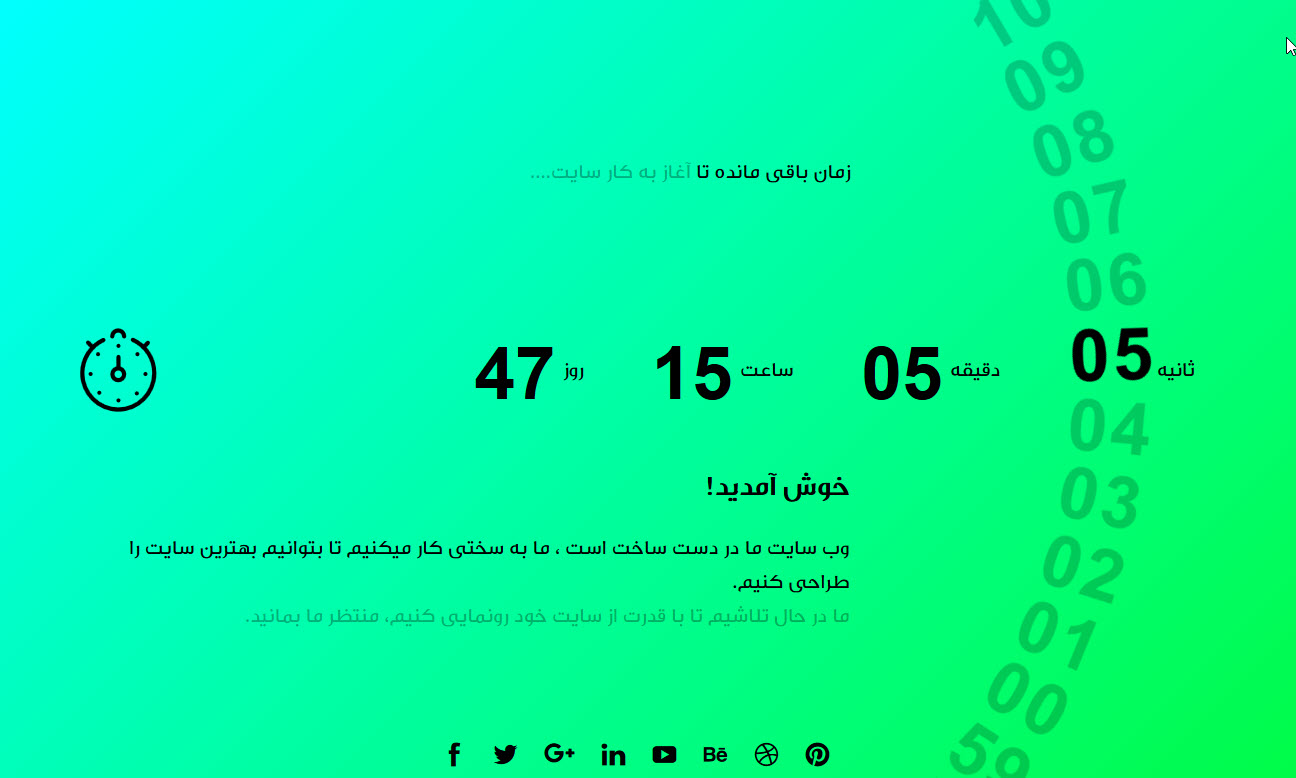 10
09
08
07
06
زمان باقی مانده تا آغاز به کار سایت....
ثانیه 05 دقیقه 05 ساعت 15 روز 47
04
03
02
01
00
59
خوش آمدید!
وب سایت ما در دست ساخت است ، ما به سختی کار میکنیم تا بتوانیم بهترین سایت را
طراحی کنیم.
ما در حال تلاشیم تا با قدرت از سایت خود رونمایی کنیم، منتظر ما بمانید.